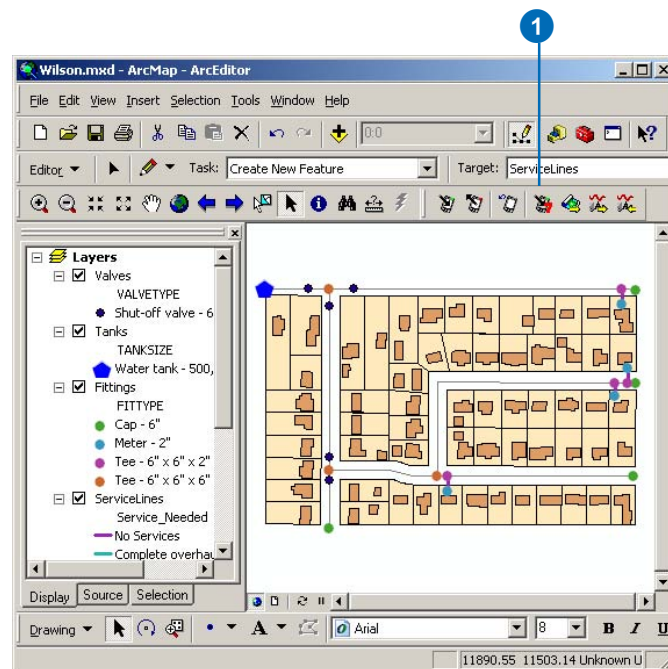 1
Wilson.mxd - ArcMap - ArcEditor
File Edit View Insert Selection Tools Window Help
0:0
Editor Task: Create New Feature Target: ServiceLines
Layers
Valves
VALVETYPE
Shut-off valve - 6
Tanks
TANKSIZE
Water tank - 500,
Fittings
FITTYPE
Cap - 6"
Meter - 2"
Tee - 6" x 6" x 2"
Tee - 6" x 6" x 6"
ServiceLines
Service_Needed
No Services
Complete overhau
Display Source Selection
Drawing A Arial 8 B I U
11890.55 11503.14 Unknown U